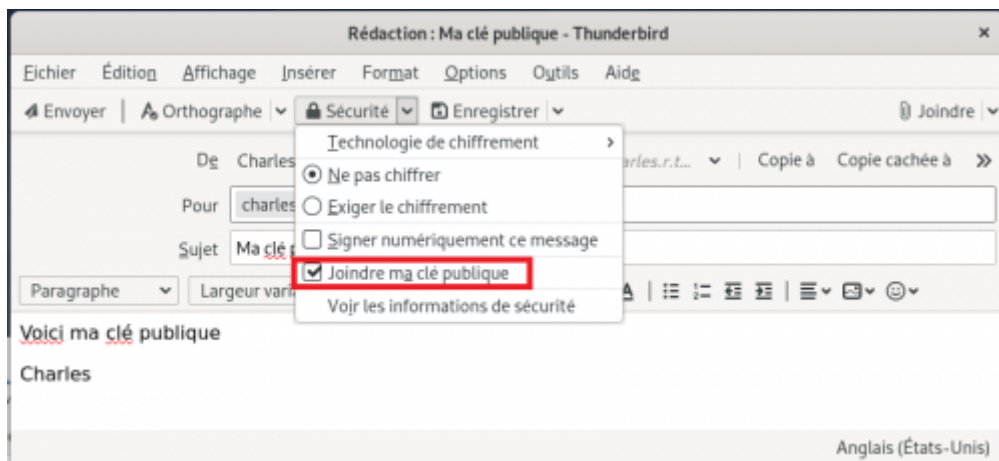 Rédaction : Ma clé publique - Thunderbird
Fichier Édition Affichage Insérer Format Options Outils Aide
Envoyer Orthographe Sécurité Enregistrer Joindre
Technologie de chiffrement
De Charles Copie à Copie cachée à
Ne pas chiffrer
Pour charles Exiger le chiffrement
Signer numériquement ce message
Sujet Ma clé
Joindre ma clé publique
Paragraphe Largeur
Voir les informations de sécurité
Voici ma clé publique
Charles
Anglais (États-Unis)